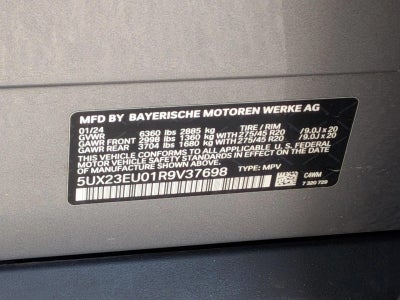 MFD BY BAYERISCHE MOTOREN WERKE AG
01/24 TIRE / RIM
GVWR 6360 lbs 2885 kg
GAWR FRONT 2998 lbs 1360 kg WITH 275/45 R20 / 9.0J x 20
GAWR REAR 3704 lbs 1680 kg WITH 275/45 R20 / 9.0J x 20
THIS VEHICLE CONFORMS TO ALL APPLICABLE U.S. FEDERAL
SAFETY STANDARDS IN EFFECT ON THE DATE
OF MANUFACTURE SHOWN ABOVE.
5UX23EU01R9V37698 TYPE: MPV
C4WM
7 320 729